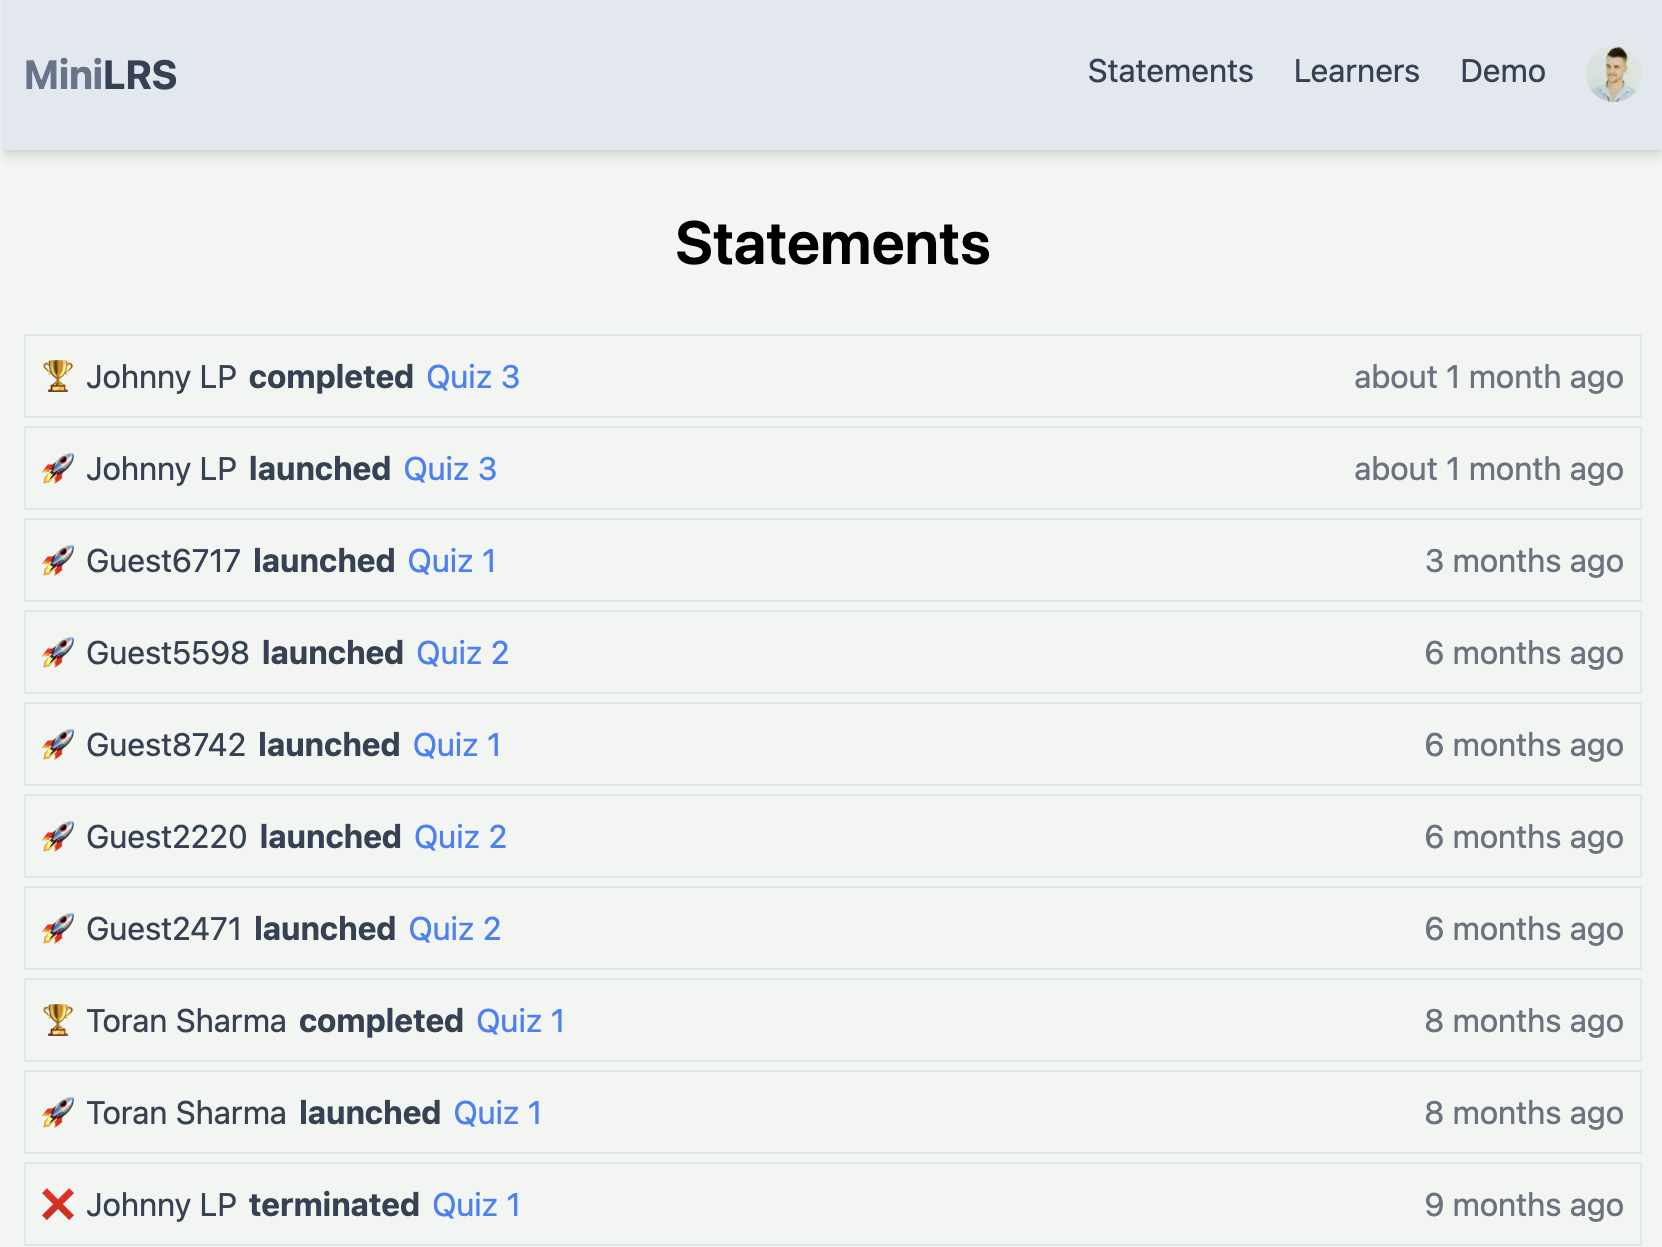 MiniLRS
Statements Learners Demo
Statements
Johnny LP completed Quiz 3 about 1 month ago
Johnny LP launched Quiz 3 about 1 month ago
Guest6717 launched Quiz 1 3 months ago
Guest5598 launched Quiz 2 6 months ago
Guest8742 launched Quiz 1 6 months ago
Guest2220 launched Quiz 2 6 months ago
Guest2471 launched Quiz 2 6 months ago
Toran Sharma completed Quiz 1 8 months ago
Toran Sharma launched Quiz 1 8 months ago
Johnny LP terminated Quiz 1 9 months ago